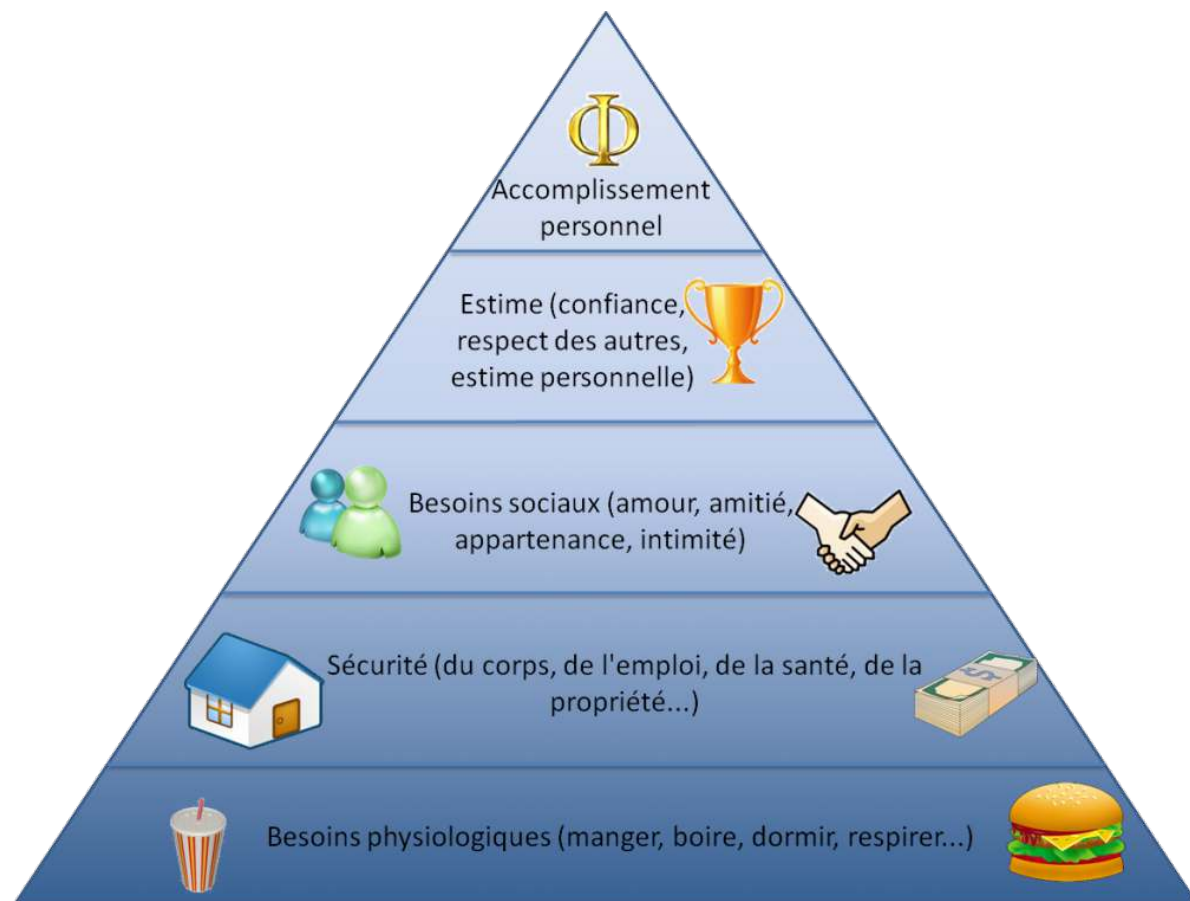 Φ
Accomplissement
personnel
Estime (confiance,
respect des autres,
estime personnelle)
Besoins sociaux (amour, amitié,
appartenance, intimité)
Sécurité (du corps, de l'emploi, de la santé, de la
propriété...)
$
Besoins physiologiques (manger, boire, dormir, respirer...)